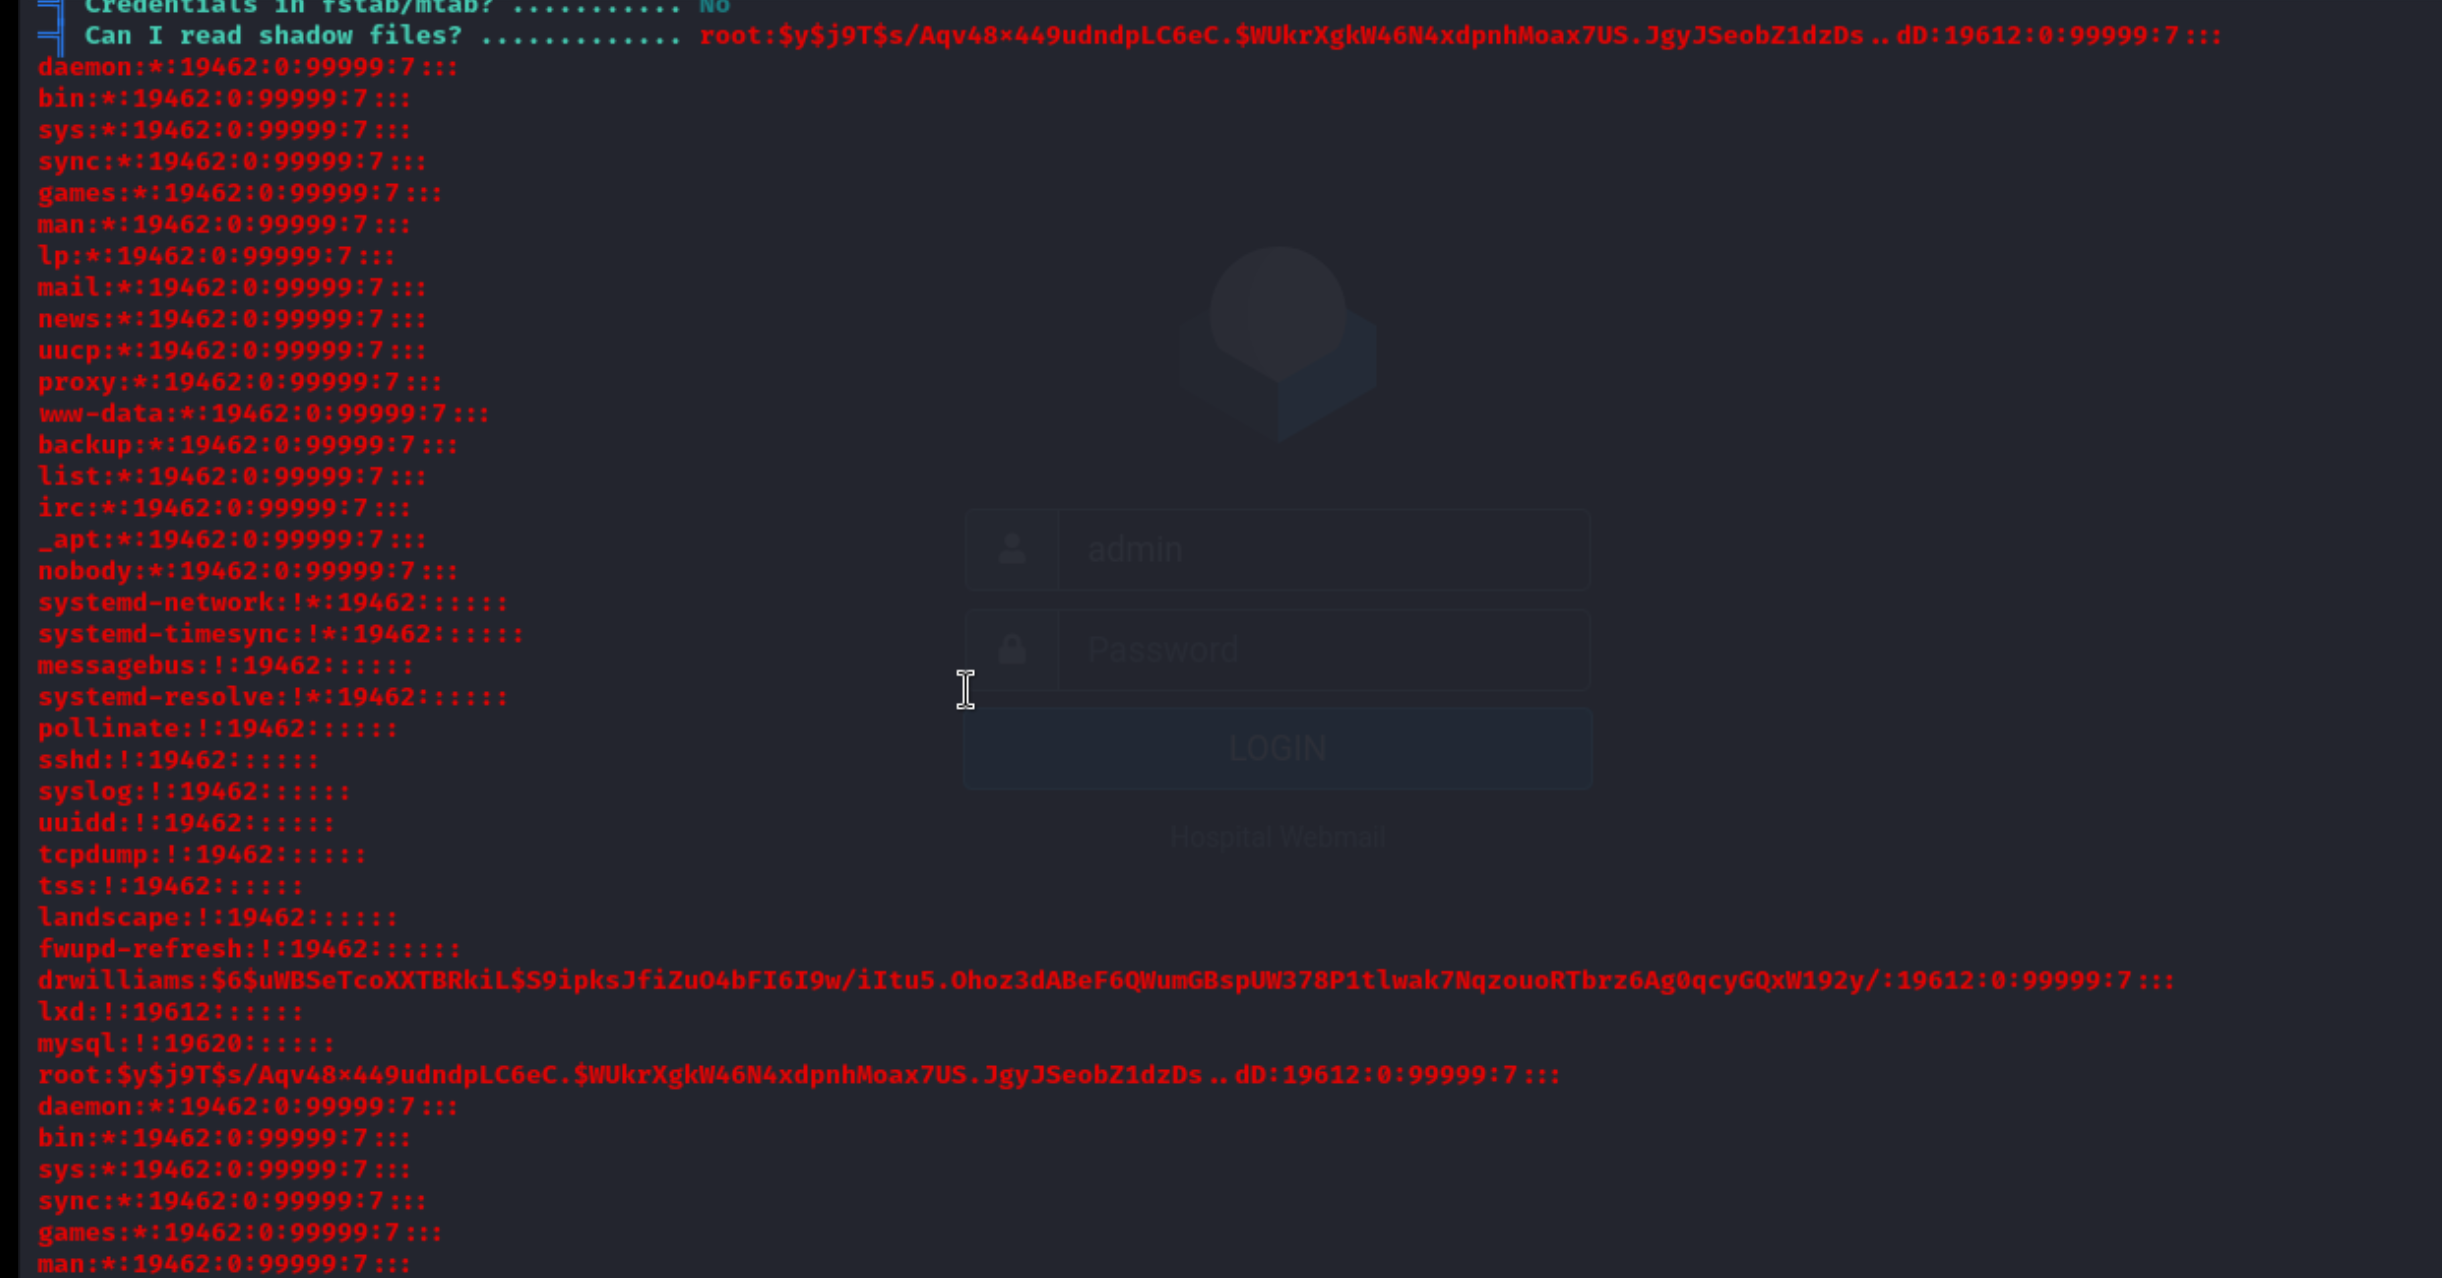 Credentials in fstab/mtab? ........... No
Can I read shadow files? ............. root:$y$j9T$s/Aqv48×449udndpLC6eC.$WUkrXgkW46N4xdpnhMoax7US.JgyJSeobZ1dzDs..dD:19612:0:99999:7:::
daemon:*:19462:0:99999:7:::
bin:*:19462:0:99999:7:::
sys:*:19462:0:99999:7:::
sync:*:19462:0:99999:7:::
games:*:19462:0:99999:7:::
man:*:19462:0:99999:7:::
lp:*:19462:0:99999:7:::
mail:*:19462:0:99999:7:::
news:*:19462:0:99999:7:::
uucp:*:19462:0:99999:7:::
proxy:*:19462:0:99999:7:::
www-data:*:19462:0:99999:7:::
backup:*:19462:0:99999:7:::
list:*:19462:0:99999:7:::
irc:*:19462:0:99999:7:::
_apt:*:19462:0:99999:7:::
admin
nobody:*:19462:0:99999:7:::
systemd-network:!*:19462::::::
systemd-timesync:!*:19462::::::
Password
messagebus:!:19462::::::
systemd-resolve:!*:19462::::::
pollinate:!:19462::::::
LOGIN
sshd:!:19462::::::
syslog:!:19462::::::
uuidd:!:19462::::::
Hospital Webmail
tcpdump:!:19462::::::
tss:!:19462::::::
landscape:!:19462::::::
fwupd-refresh:!:19462::::::
drwilliams:$6$uWBSeTcoXXTBRkiL$S9ipksJfiZuO4bFI6I9w/iItu5.Ohoz3dABeF6QWumGBspUW378P1tlwak7NqzouoRTbrz6Ag0qcyGQxW192y/:19612:0:99999:7:::
lxd:!:19612::::::
mysql:!:19620::::::
root:$y$j9T$s/Aqv48×449udndpLC6eC.$WUkrXgkW46N4xdpnhMoax7US.JgyJSeobZ1dzDs..dD:19612:0:99999:7:::
daemon:*:19462:0:99999:7:::
bin:*:19462:0:99999:7:::
sys:*:19462:0:99999:7:::
sync:*:19462:0:99999:7:::
games:*:19462:0:99999:7:::
man:*:19462:0:99999:7:::